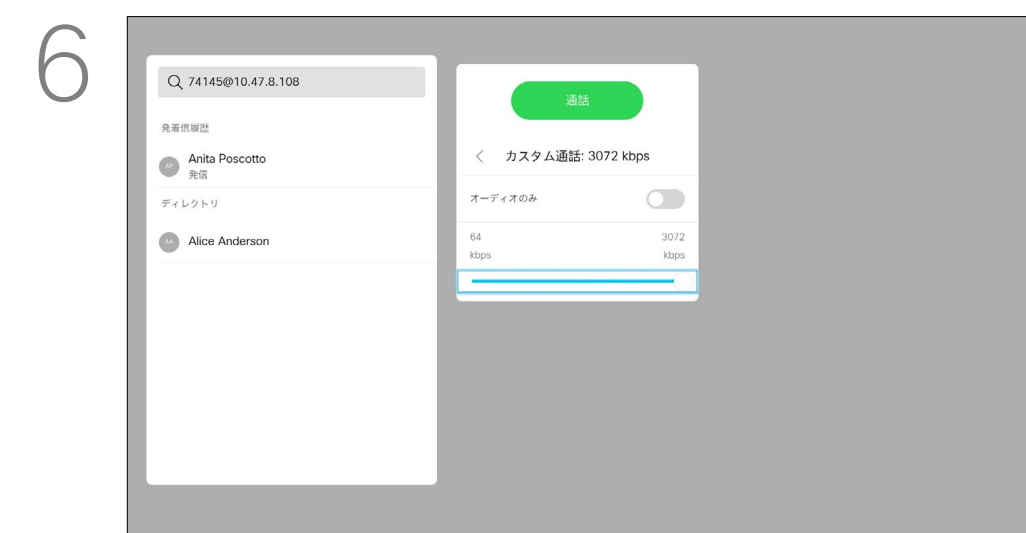 6
74145@10.47.8.108
発着信履歴
AP
Anita Poscotto
発信
ディレクトリ
AA
Alice Anderson
通話
カスタム通話: 3072 kbps
オーディオのみ
64 3072
kbps kbps